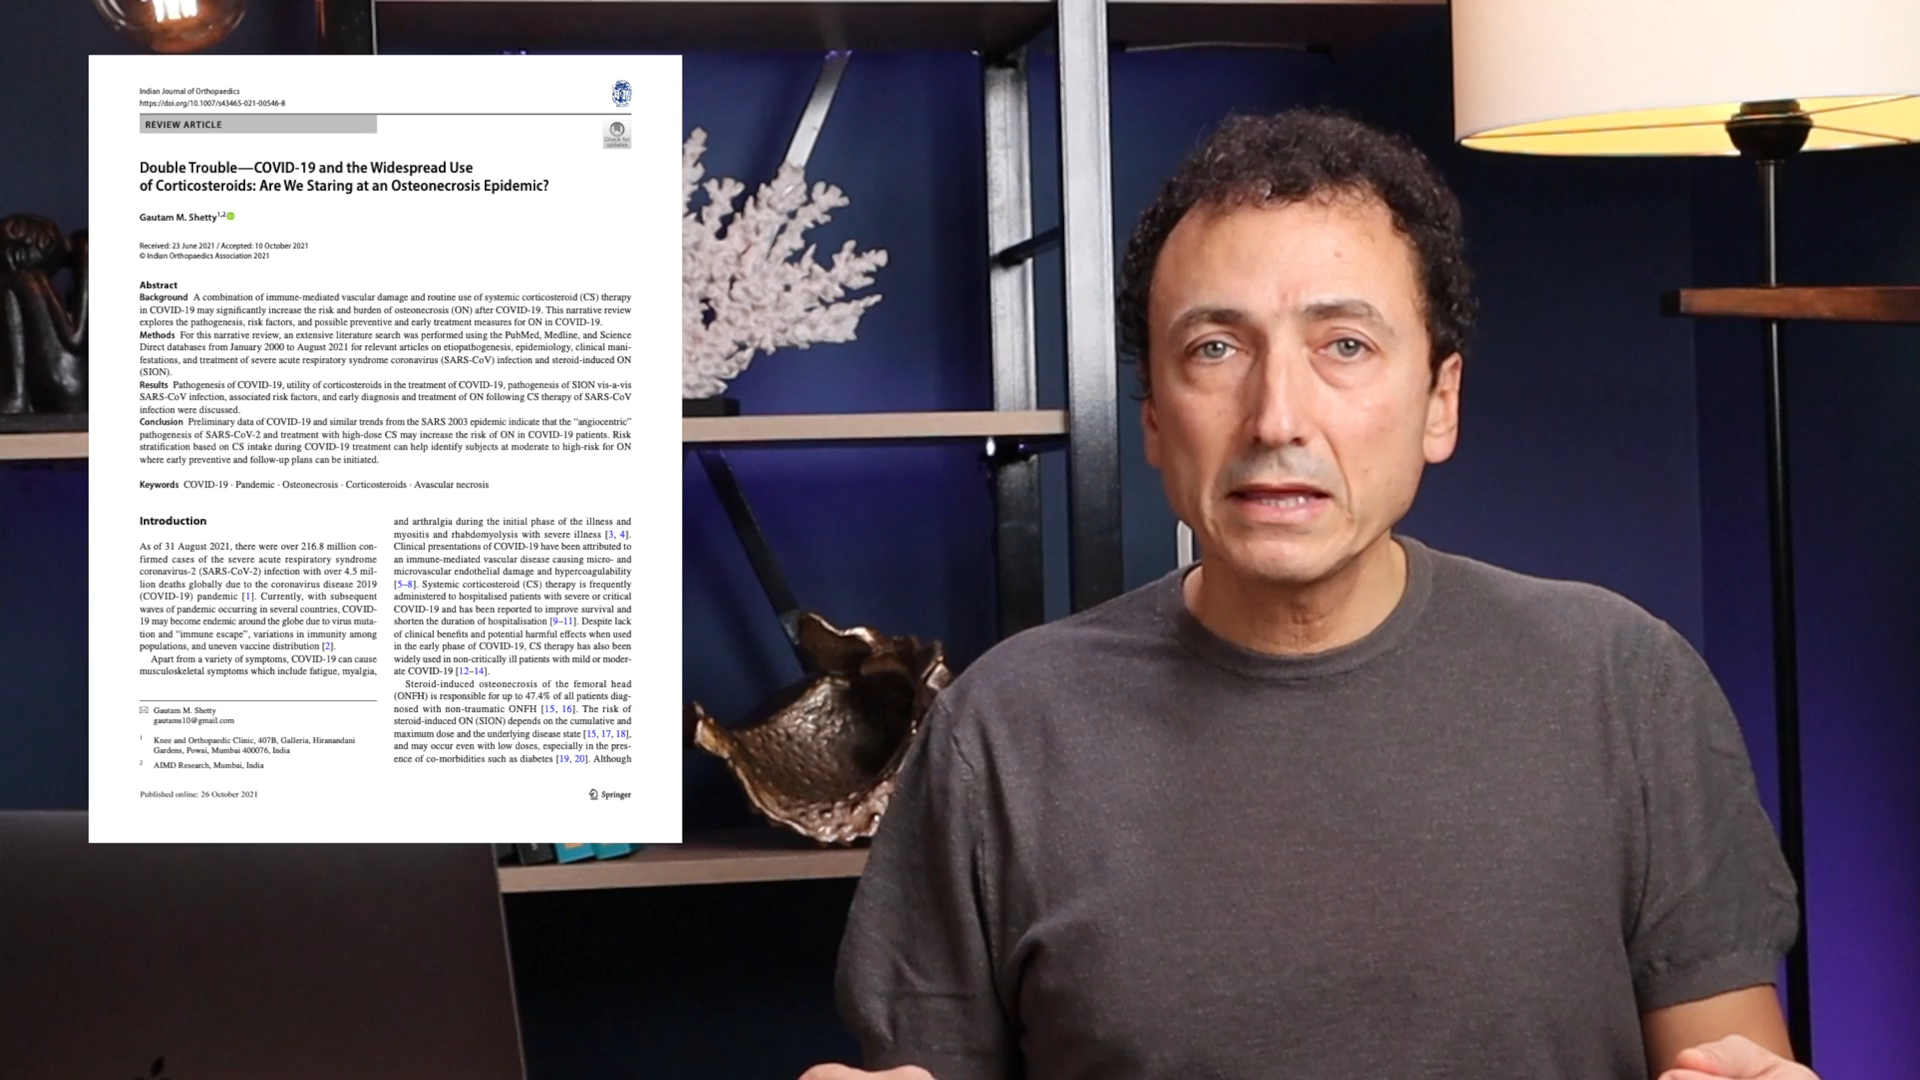 Indian Journal of Orthopaedics
https://doi.org/10.1007/s43465-021-00546-8
REVIEW ARTICLE
Check for
updates
Double Trouble—COVID-19 and the Widespread Use
of Corticosteroids: Are We Staring at an Osteonecrosis Epidemic?
Gautam M. Shetty1,2
Received: 23 June 2021 / Accepted: 10 October 2021
© Indian Orthopaedics Association 2021
Abstract
Background A combination of immune-mediated vascular damage and routine use of systemic corticosteroid (CS) therapy
in COVID-19 may significantly increase the risk and burden of osteonecrosis (ON) after COVID-19. This narrative review
explores the pathogenesis, risk factors, and possible preventive and early treatment measures for ON in COVID-19.
Methods For this narrative review, an extensive literature search was performed using the PubMed, Medline, and Science
Direct databases from January 2000 to August 2021 for relevant articles on etiopathogenesis, epidemiology, clinical mani-
festations, and treatment of severe acute respiratory syndrome coronavirus (SARS-CoV) infection and steroid-induced ON
(SION).
Results Pathogenesis of COVID-19, utility of corticosteroids in the treatment of COVID-19, pathogenesis of SION vis-a-vis
SARS-CoV infection, associated risk factors, and early diagnosis and treatment of ON following CS therapy of SARS-CoV
infection were discussed.
Conclusion Preliminary data of COVID-19 and similar trends from the SARS 2003 epidemic indicate that the “angiocentric”
pathogenesis of SARS-CoV-2 and treatment with high-dose CS may increase the risk of ON in COVID-19 patients. Risk
stratification based on CS intake during COVID-19 treatment can help identify subjects at moderate to high-risk for ON
where early preventive and follow-up plans can be initiated.
Keywords COVID-19 · Pandemic · Osteonecrosis · Corticosteroids · Avascular necrosis
Introduction
As of 31 August 2021, there were over 216.8 million con-
firmed cases of the severe acute respiratory syndrome
coronavirus-2 (SARS-CoV-2) infection with over 4.5 mil-
lion deaths globally due to the coronavirus disease 2019
(COVID-19) pandemic [1]. Currently, with subsequent
waves of pandemic occurring in several countries, COVID-
19 may become endemic around the globe due to virus muta-
tion and “immune escape”, variations in immunity among
populations, and uneven vaccine distribution [2].
Apart from a variety of symptoms, COVID-19 can cause
musculoskeletal symptoms which include fatigue, myalgia,
Gautam M. Shetty
gautams10@gmail.com
1 Knee and Orthopaedic Clinic, 407B, Galleria, Hiranandani
Gardens, Powai, Mumbai 400076, India
2 AIMD Research, Mumbai, India
and arthralgia during the initial phase of the illness and
myositis and rhabdomyolysis with severe illness [3, 4].
Clinical presentations of COVID-19 have been attributed to
an immune-mediated vascular disease causing micro- and
microvascular endothelial damage and hypercoagulability
[5–8]. Systemic corticosteroid (CS) therapy is frequently
administered to hospitalised patients with severe or critical
COVID-19 and has been reported to improve survival and
shorten the duration of hospitalisation [9–11]. Despite lack
of clinical benefits and potential harmful effects when used
in the early phase of COVID-19, CS therapy has also been
widely used in non-critically ill patients with mild or moder-
ate COVID-19 [12–14].
Steroid-induced osteonecrosis of the femoral head
(ONFH) is responsible for up to 47.4% of all patients diag-
nosed with non-traumatic ONFH [15, 16]. The risk of
steroid-induced ON (SION) depends on the cumulative and
maximum dose and the underlying disease state [15, 17, 18],
and may occur even with low doses, especially in the pres-
ence of co-morbidities such as diabetes [19, 20]. Although
Published online: 26 October 2021
Springer